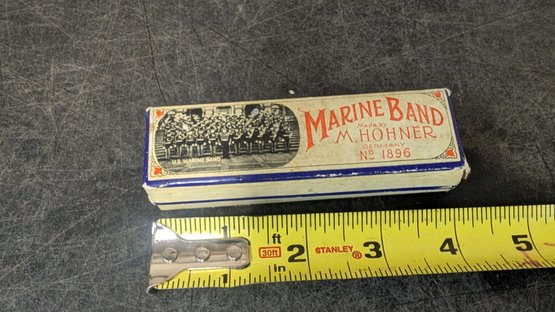 MARINE BAND
Made by
M. HOHNER
GERMANY
No 1896
U.S. MARINE BAND
ft
30ft
in
2 STANLEY® 3 4 5